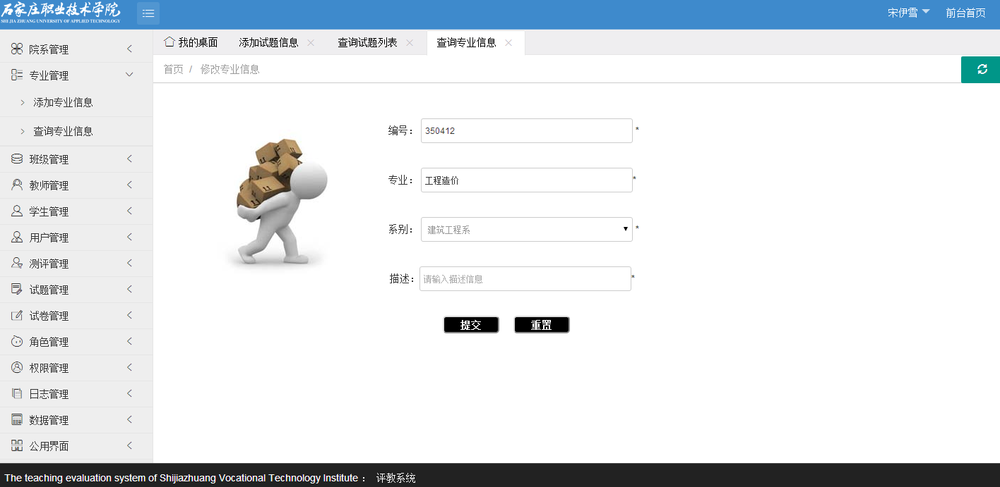 石家庄职业技术学院
SHI JIA ZHUANG UNIVERSITY OF APPLIED TECHNOLOGY
宋伊雪 前台首页
院系管理
专业管理
添加专业信息
查询专业信息
班级管理
教师管理
学生管理
用户管理
测评管理
试题管理
试卷管理
角色管理
权限管理
日志管理
数据管理
公用界面
我的桌面 添加试题信息 查询试题列表 查询专业信息
首页 / 修改专业信息
编号： 350412 *
专业： 工程造价 *
系别： 建筑工程系 *
描述： 请输入描述信息 *
提交 重置
The teaching evaluation system of Shijiazhuang Vocational Technology Institute ： 评教系统